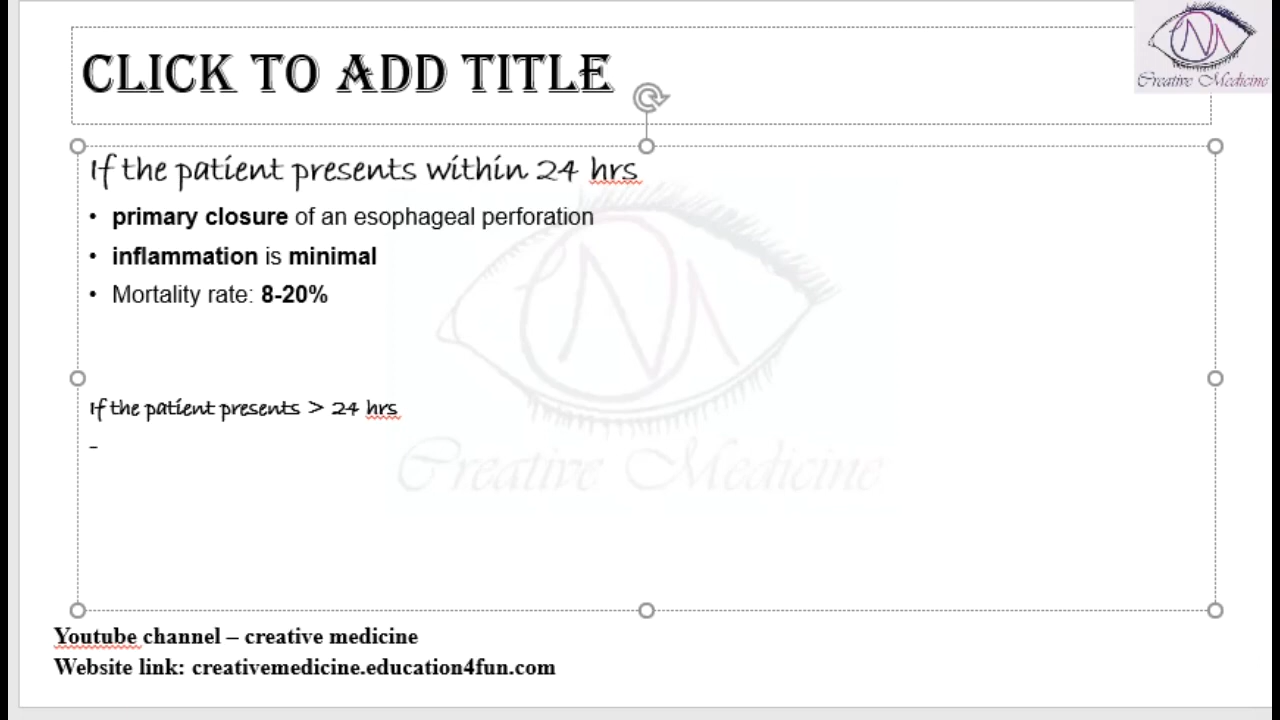 CLICK TO ADD TITLE
Creative Medicine
If the patient presents within 24 hrs
• primary closure of an esophageal perforation
• inflammation is minimal
• Mortality rate: 8-20%
If the patient presents > 24 hrs
-
Creative Medicine
Youtube channel – creative medicine
Website link: creativemedicine.education4fun.com